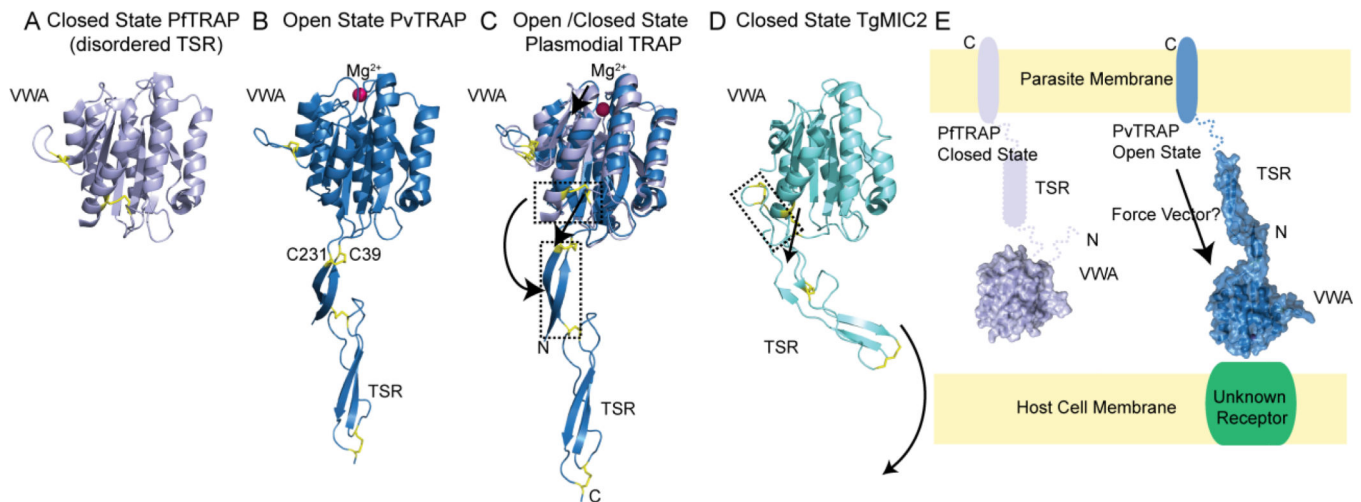 A Closed State PfTRAP
(disordered TSR)
VWA
B Open State PvTRAP
Mg2+
VWA
C231
C39
TSR
C Open /Closed State
Plasmodial TRAP
Mg2+
N
TSR
C
D Closed State TgMIC2
VWA
TSR
E
C
C
Parasite Membrane
PfTRAP
Closed State
PvTRAP
Open State
TSR
TSR
Force Vector?
N
N
VWA
VWA
Host Cell Membrane
Unknown
Receptor